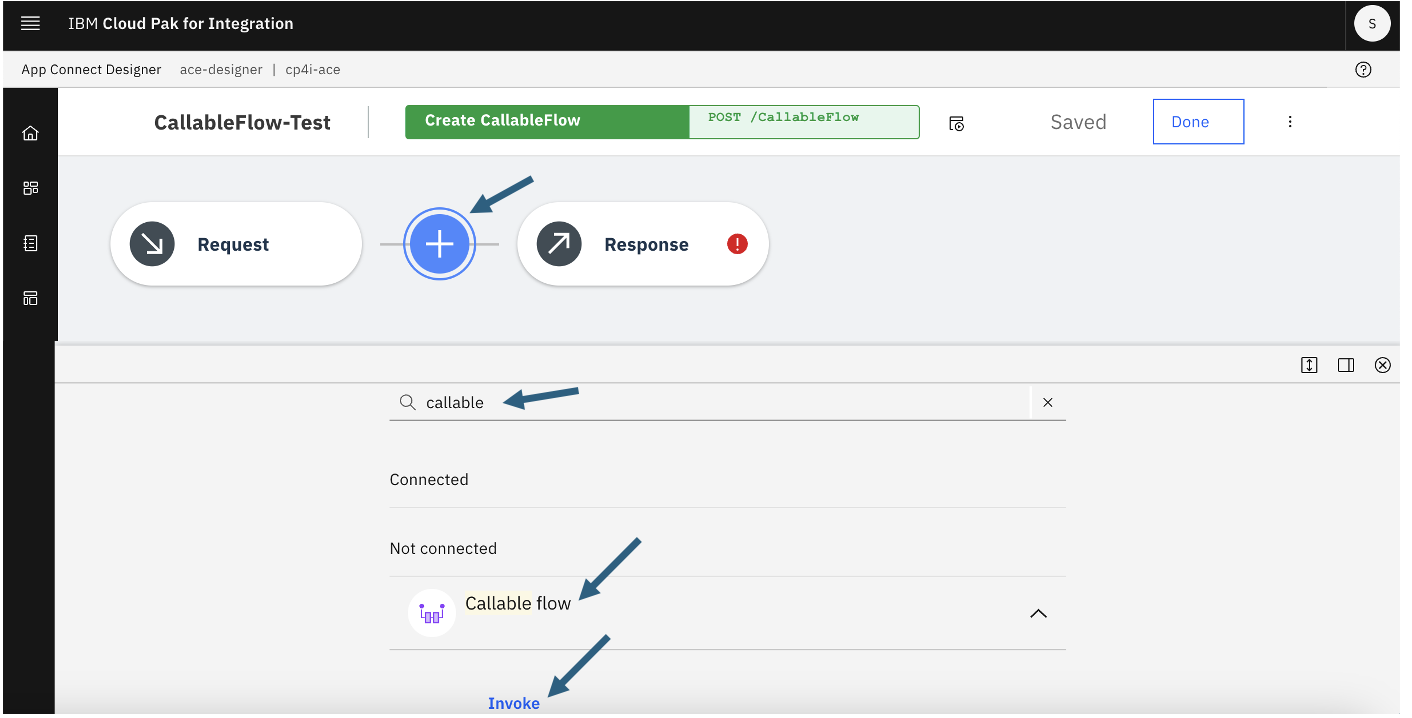 IBM Cloud Pak for Integration
S
App Connect Designer ace-designer | cp4i-ace
CallableFlow-Test
Create CallableFlow
POST /CallableFlow
Saved
Done
Request
Response
callable
Connected
Not connected
Callable flow
Invoke